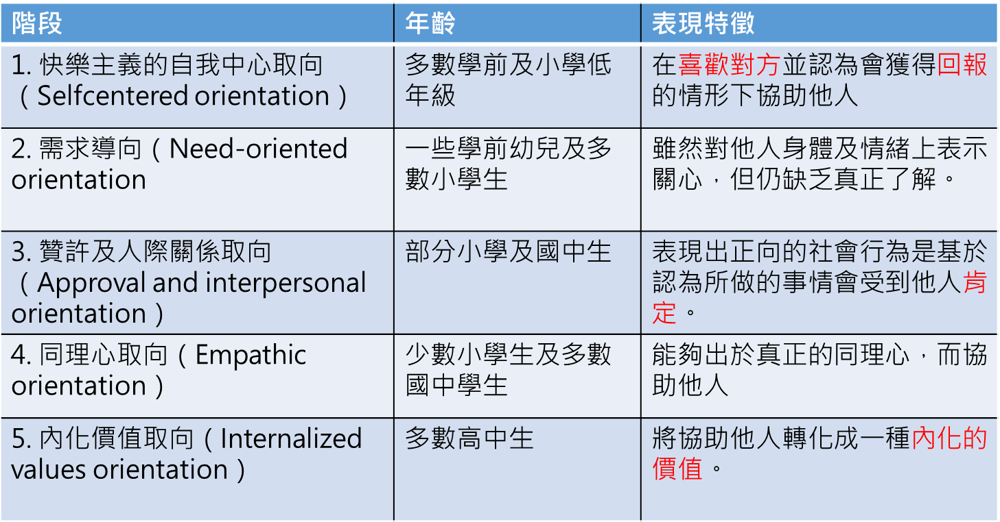 階段 年齡 表現特徵
1. 快樂主義的自我中心取向
（Selfcentered orientation）
多數學前及小學低
年級
在喜歡對方並認為會獲得回報
的情形下協助他人
2. 需求導向（Need-oriented
orientation
一些學前幼兒及多
數小學生
雖然對他人身體及情緒上表示
關心，但仍缺乏真正了解。
3. 贊許及人際關係取向
（Approval and interpersonal
orientation）
部分小學及國中生
表現出正向的社會行為是基於
認為所做的事情會受到他人肯
定。
4. 同理心取向（Empathic
orientation）
少數小學生及多數
國中學生
能夠出於真正的同理心，而協
助他人
5. 內化價值取向（Internalized
values orientation）
多數高中生
將協助他人轉化成一種內化的
價值。